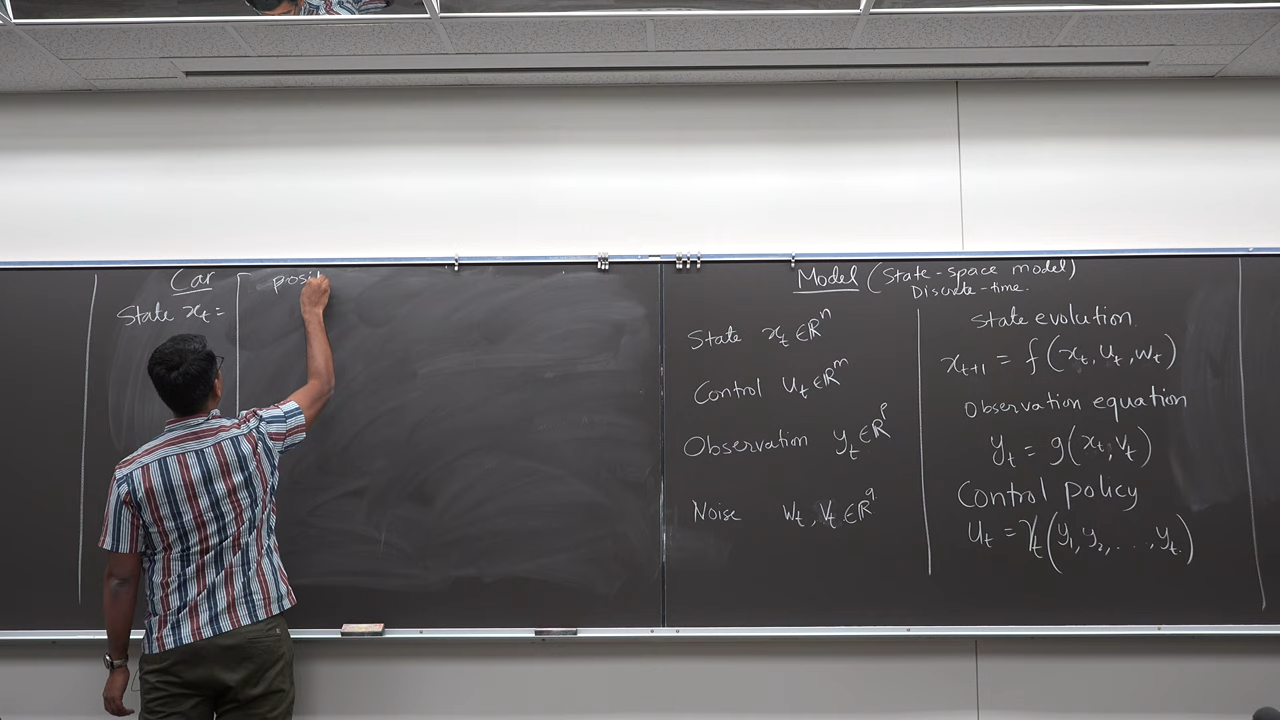 Car
State xₜ =
posit
Model (State-space model)
Discrete-time.
State xₜ ∈ ℝⁿ
Control uₜ ∈ ℝᵐ
Observation yₜ ∈ ℝᵖ
Noise wₜ, vₜ ∈ ℝ^q
State evolution
xₜ₊₁ = f(xₜ, uₜ, wₜ)
Observation equation
yₜ = g(xₜ, vₜ)
Control policy
uₜ = γₜ(y₁, y₂, ..., yₜ)